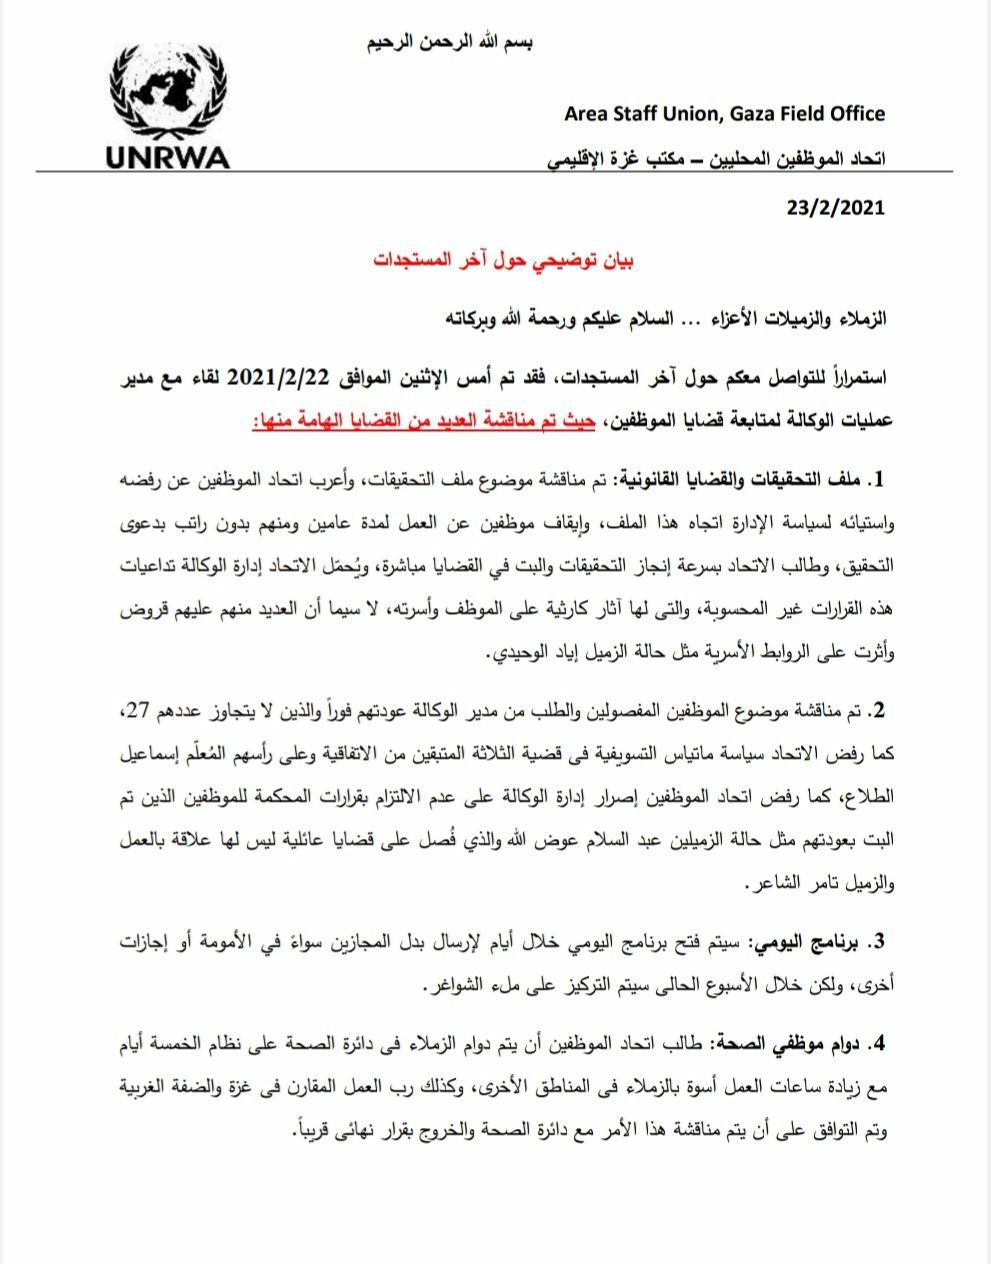 بسم الله الرحمن الرحيم
UNRWA
Area Staff Union, Gaza Field Office
اتحاد الموظفين المحليين – مكتب غزة الإقليمي
23/2/2021
بيان توضيحي حول آخر المستجدات
الزملاء والزميلات الأعزاء ... السلام عليكم ورحمة الله وبركاته
استمراراً للتواصل معكم حول آخر المستجدات، فقد تم أمس الإثنين الموافق 2021/2/22 لقاء مع مدير
عمليات الوكالة لمتابعة قضايا الموظفين، حيث تم مناقشة العديد من القضايا الهامة منها:
1. ملف التحقيقات والقضايا القانونية: تم مناقشة موضوع ملف التحقيقات، وأعرب اتحاد الموظفين عن رفضه
واستيائه لسياسة الإدارة اتجاه هذا الملف، وإيقاف موظفين عن العمل لمدة عامين ومنهم بدون راتب بدعوى
التحقيق، وطالب الاتحاد بسرعة إنجاز التحقيقات والبت في القضايا مباشرة، ويُحمّل الاتحاد إدارة الوكالة تداعيات
هذه القرارات غير المحسوبة، والتى لها آثار كارثية على الموظف وأسرته، لا سيما أن العديد منهم عليهم قروض
وأثرت على الروابط الأسرية مثل حالة الزميل إياد الوحيدي.
2. تم مناقشة موضوع الموظفين المفصولين والطلب من مدير الوكالة عودتهم فوراً والذين لا يتجاوز عددهم 27،
كما رفض الاتحاد سياسة ماتياس التسويفية فى قضية الثلاثة المتبقين من الاتفاقية وعلى رأسهم المُعلّم إسماعيل
الطلاع، كما رفض اتحاد الموظفين إصرار إدارة الوكالة على عدم الالتزام بقرارات المحكمة للموظفين الذين تم
البت بعودتهم مثل حالة الزميلين عبد السلام عوض الله والذي فُصل على قضايا عائلية ليس لها علاقة بالعمل
والزميل تامر الشاعر.
3. برنامج اليومي: سيتم فتح برنامج اليومي خلال أيام لإرسال بدل المجازين سواءً في الأمومة أو إجازات
أخرى، ولكن خلال الأسبوع الحالى سيتم التركيز على ملء الشواغر.
4. دوام موظفي الصحة: طالب اتحاد الموظفين أن يتم دوام الزملاء فى دائرة الصحة على نظام الخمسة أيام
مع زيادة ساعات العمل أسوة بالزملاء فى المناطق الأخرى، وكذلك رب العمل المقارن فى غزة والضفة الغربية
وتم التوافق على أن يتم مناقشة هذا الأمر مع دائرة الصحة والخروج بقرار نهائى قريباً.